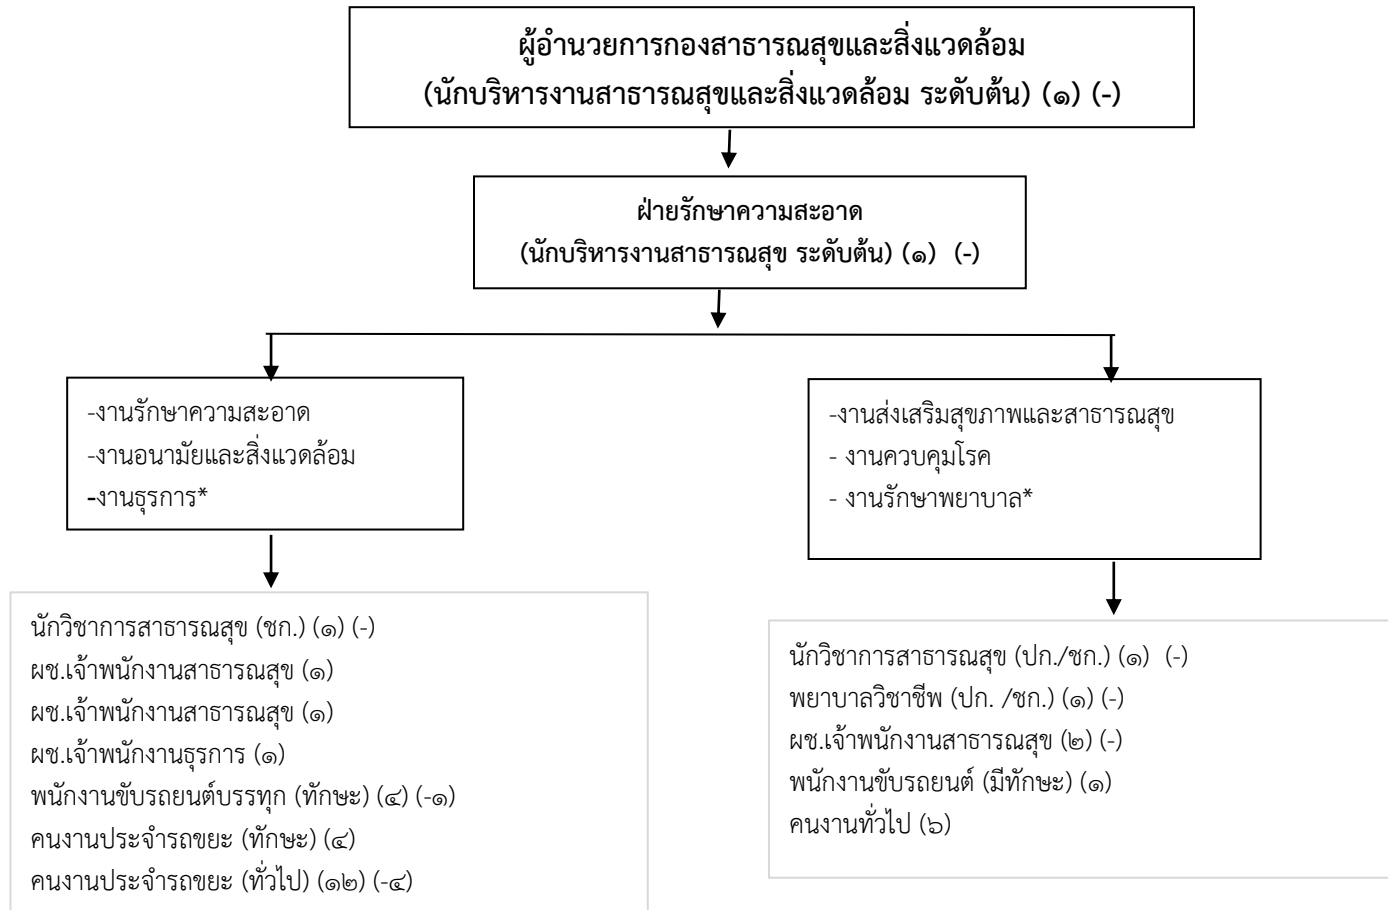 ผู้อำนวยการกองสาธารณสุขและสิ่งแวดล้อม
(นักบริหารงานสาธารณสุขและสิ่งแวดล้อม ระดับต้น) (๑) (-)
ฝ่ายรักษาความสะอาด
(นักบริหารงานสาธารณสุข ระดับต้น) (๑) (-)
-งานรักษาความสะอาด
-งานอนามัยและสิ่งแวดล้อม
-งานธุรการ*
-งานส่งเสริมสุขภาพและสาธารณสุข
- งานควบคุมโรค
- งานรักษาพยาบาล*
นักวิชาการสาธารณสุข (ชก.) (๑) (-)
ผช.เจ้าพนักงานสาธารณสุข (๑)
ผช.เจ้าพนักงานสาธารณสุข (๑)
ผช.เจ้าพนักงานธุรการ (๑)
พนักงานขับรถยนต์บรรทุก (ทักษะ) (๔) (-๑)
คนงานประจำรถขยะ (ทักษะ) (๔)
คนงานประจำรถขยะ (ทั่วไป) (๑๒) (-๔)
นักวิชาการสาธารณสุข (ปก./ชก.) (๑) (-)
พยาบาลวิชาชีพ (ปก. /ชก.) (๑) (-)
ผช.เจ้าพนักงานสาธารณสุข (๒) (-)
พนักงานขับรถยนต์ (มีทักษะ) (๑)
คนงานทั่วไป (๖)